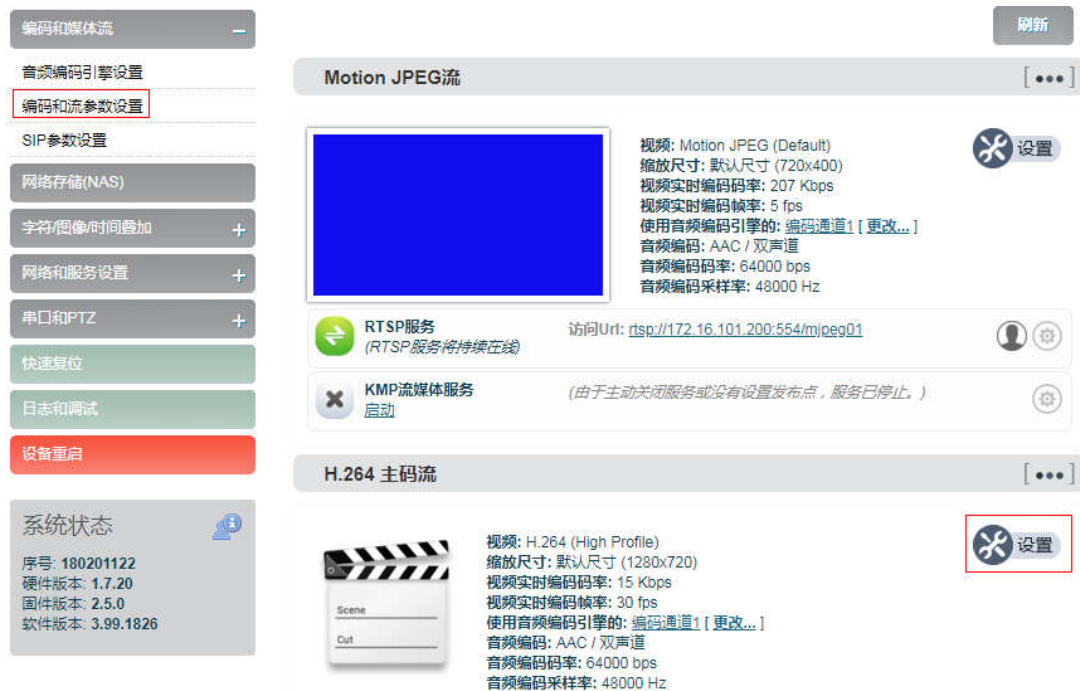 编码和媒体流
音频编码引擎设置
编码和流参数设置
SIP参数设置
网络存储(NAS)
字符/图像/时间叠加
网络和服务设置
串口和PTZ
快速复位
日志和调试
设备重启
系统状态
序号: 180201122
硬件版本: 1.7.20
固件版本: 2.5.0
软件版本: 3.99.1826
刷新
Motion JPEG流
[•••]
视频: Motion JPEG (Default)
缩放尺寸: 默认尺寸 (720x400)
视频实时编码码率: 207 Kbps
视频实时编码帧率: 5 fps
使用音频编码引擎的: 编码通道1 [ 更改... ]
音频编码: AAC / 双声道
音频编码码率: 64000 bps
音频编码采样率: 48000 Hz
设置
RTSP服务
(RTSP服务将持续在线)
访问Url: rtsp://172.16.101.200:554/mjpeg01
KMP流媒体服务
启动
(由于主动关闭服务或没有设置发布点，服务已停止。)
H.264 主码流
[•••]
Scene
Cut
视频: H.264 (High Profile)
缩放尺寸: 默认尺寸 (1280x720)
视频实时编码码率: 15 Kbps
视频实时编码帧率: 30 fps
使用音频编码引擎的: 编码通道1 [ 更改... ]
音频编码: AAC / 双声道
音频编码码率: 64000 bps
音频编码采样率: 48000 Hz
设置